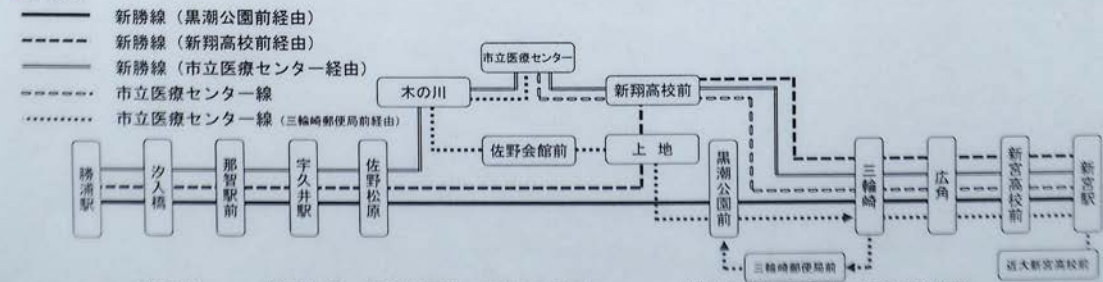 新勝線（黒潮公園前経由）
新勝線（新翔高校前経由）
新勝線（市立医療センター経由）
市立医療センター線
市立医療センター線（三輪崎郵便局前経由）
市立医療センター
木の川
新翔高校前
佐野会館前
上地
勝浦駅
汐入橋
那智駅前
宇久井駅
佐野松原
黒潮公園前
三輪崎
広角
新宮高校前
新宮駅
三輪崎郵便局前
近大新宮高校前